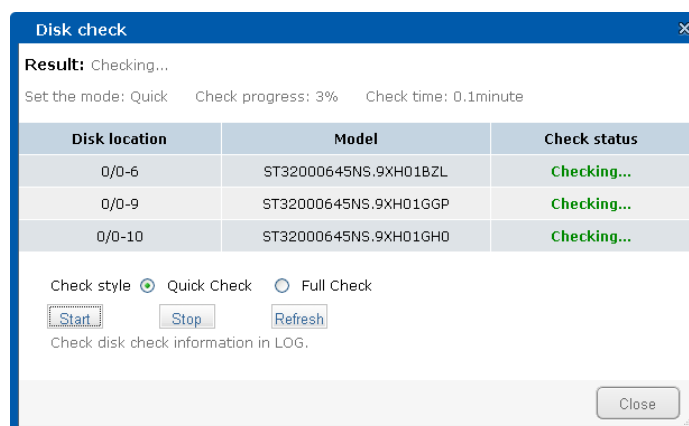 Disk check
Result: Checking...
Set the mode: Quick Check progress: 3% Check time: 0.1minute
Disk location Model Check status
0/0-6 ST32000645NS.9XH01BZL Checking...
0/0-9 ST32000645NS.9XH01GGP Checking...
0/0-10 ST32000645NS.9XH01GH0 Checking...
Check style Quick Check Full Check
Start Stop Refresh
Check disk check information in LOG.
Close